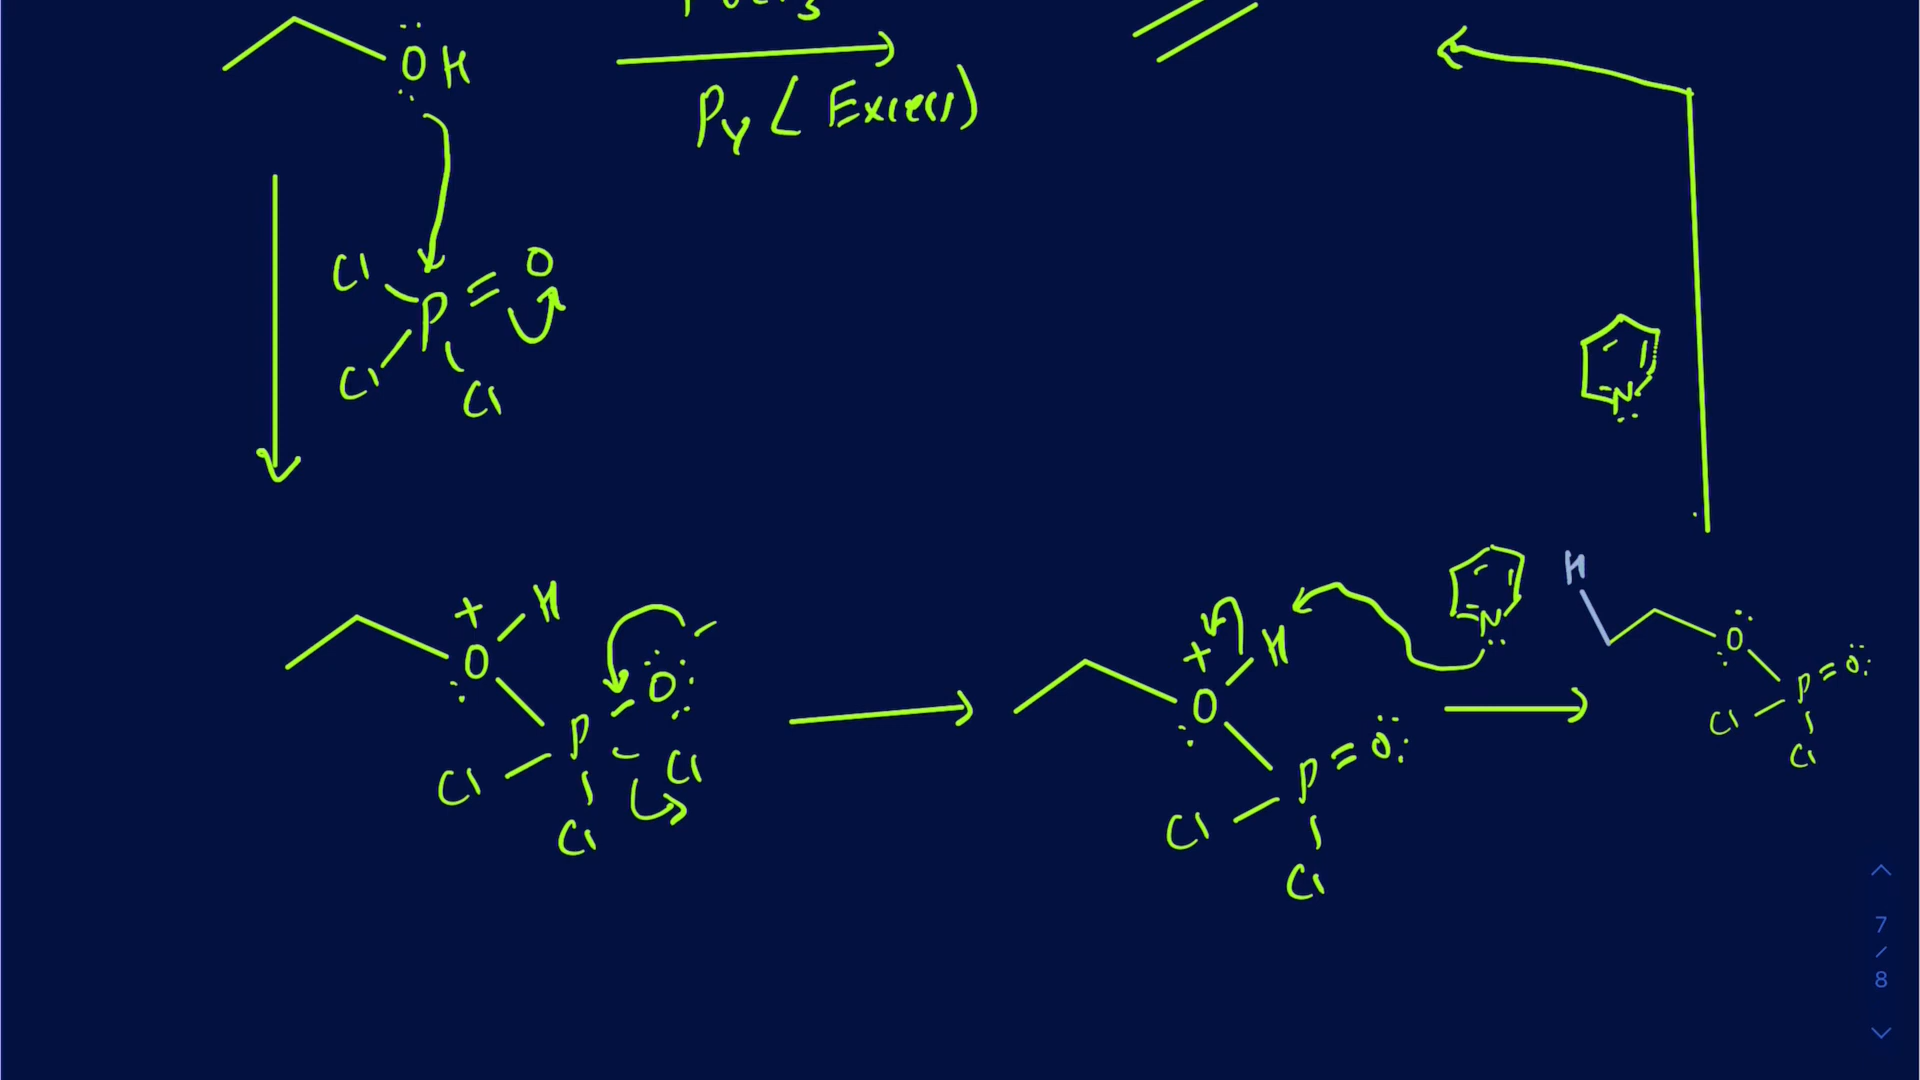 OH
Py ( Excess)
Cl
P = O
Cl
Cl
N
H
+ H
O
O
P
Cl
Cl
Cl
N
+ H
O
P = O
Cl
Cl
H
O
P = O
Cl
Cl
7
/
8